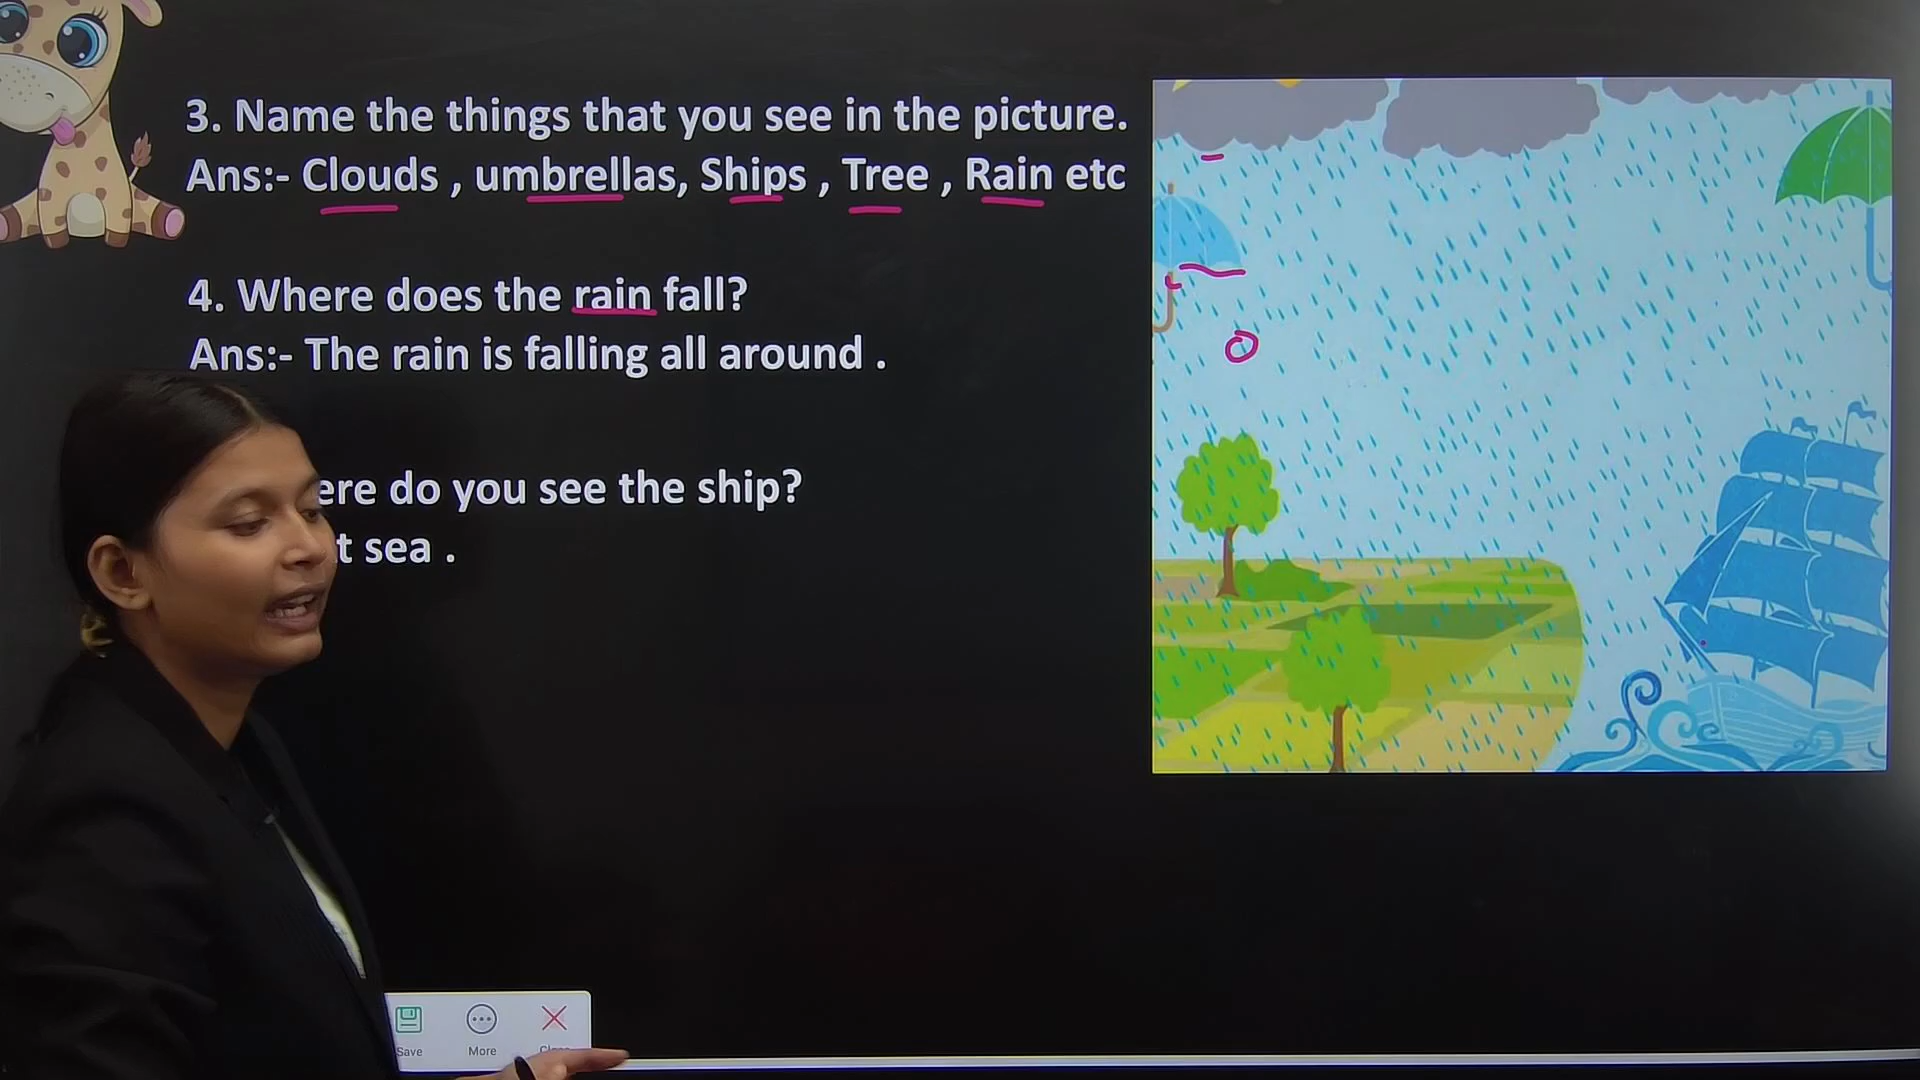 3. Name the things that you see in the picture.
Ans:- Clouds , umbrellas, Ships , Tree , Rain etc
4. Where does the rain fall?
Ans:- The rain is falling all around .
do you see the ship?
sea .
Save
More